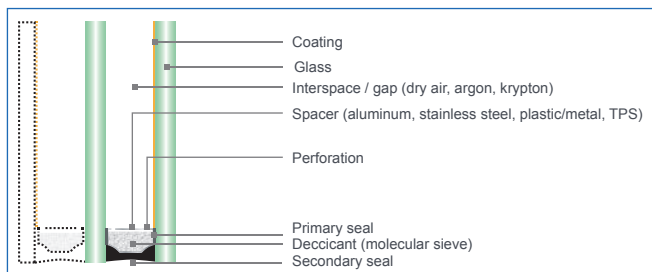 Coating
Glass
Interspace / gap (dry air, argon, krypton)
Spacer (aluminum, stainless steel, plastic/metal, TPS)
Perforation
Primary seal
Deccicant (molecular sieve)
Secondary seal